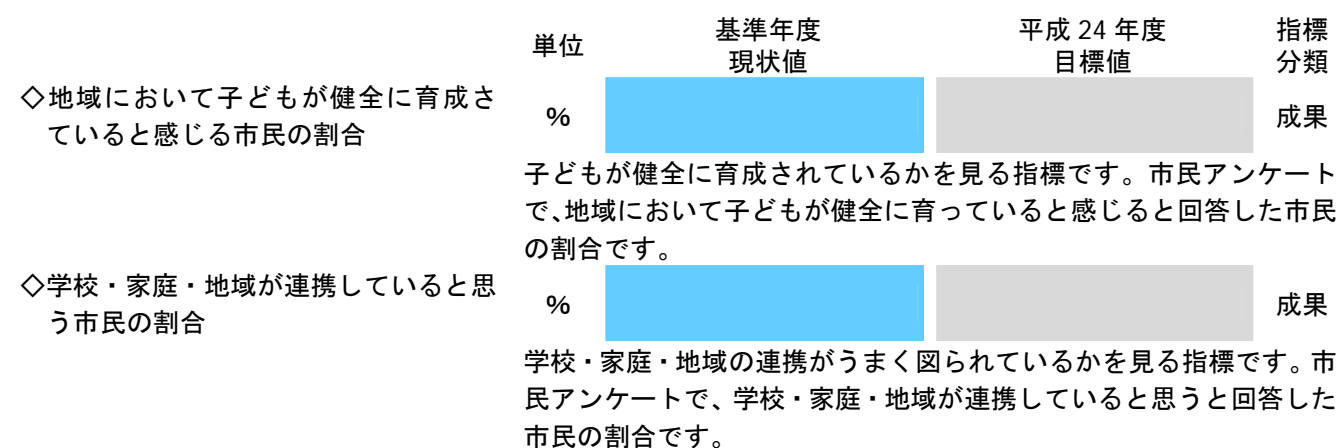 単位
基準年度
現状値
平成 24 年度
目標値
指標
分類
◇地域において子どもが健全に育成さ
ていると感じる市民の割合
%
成果
子どもが健全に育成されているかを見る指標です。市民アンケート
で、地域において子どもが健全に育っていると感じると回答した市民
の割合です。
◇学校・家庭・地域が連携していると思
う市民の割合
%
成果
学校・家庭・地域の連携がうまく図られているかを見る指標です。市
民アンケートで、学校・家庭・地域が連携していると思うと回答した
市民の割合です。